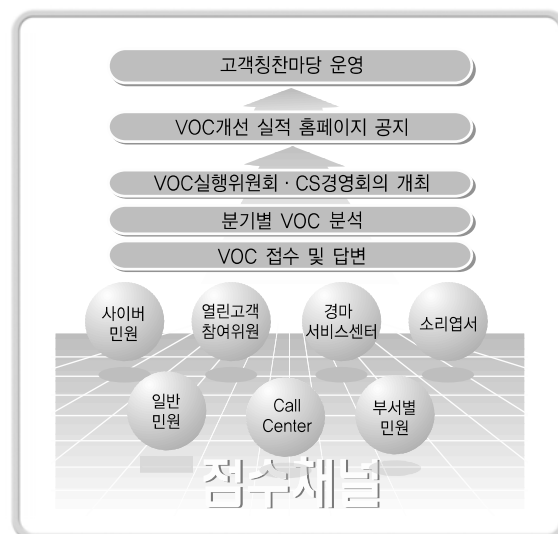 고객칭찬마당 운영
VOC개선 실적 홈페이지 공지
VOC실행위원회 · CS경영회의 개최
분기별 VOC 분석
VOC 접수 및 답변
사이버
민원
열린고객
참여위원
경마
서비스센터
소리엽서
일반
민원
Call
Center
부서별
민원
접수채널